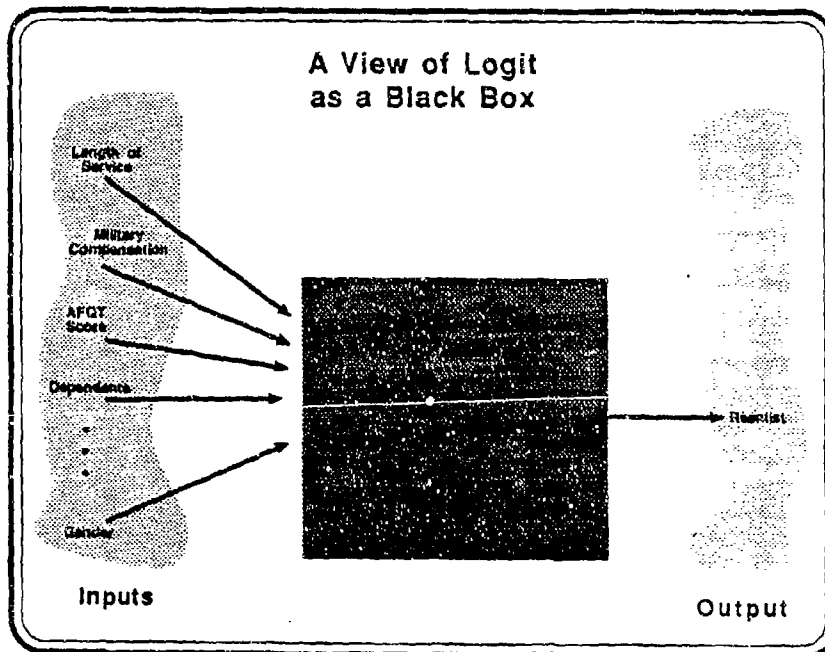 A View of Logit
as a Black Box
Length of
Service
Military
Compensation
AFQT
Score
Dependents
Gender
Reenlist
Inputs
Output